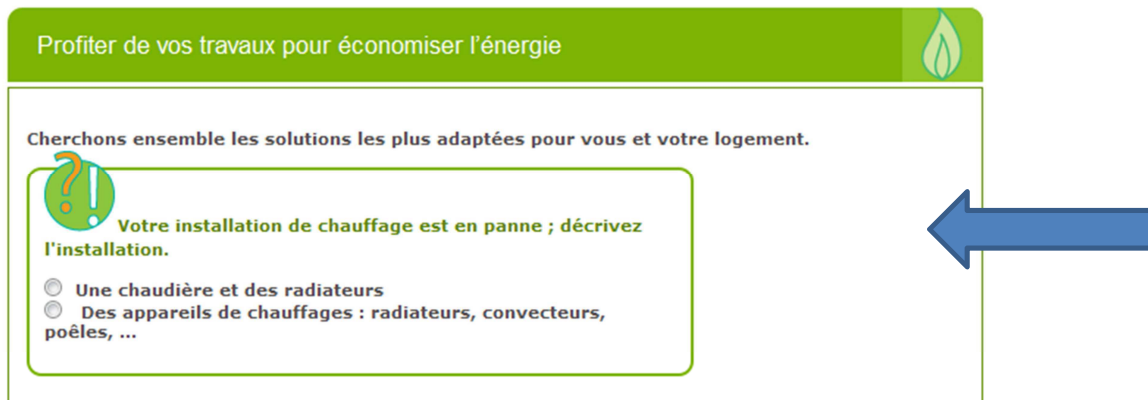 Profiter de vos travaux pour économiser l'énergie
Cherchons ensemble les solutions les plus adaptées pour vous et votre logement.
?!
Votre installation de chauffage est en panne ; décrivez
l'installation.
Une chaudière et des radiateurs
Des appareils de chauffages : radiateurs, convecteurs,
poêles, ...